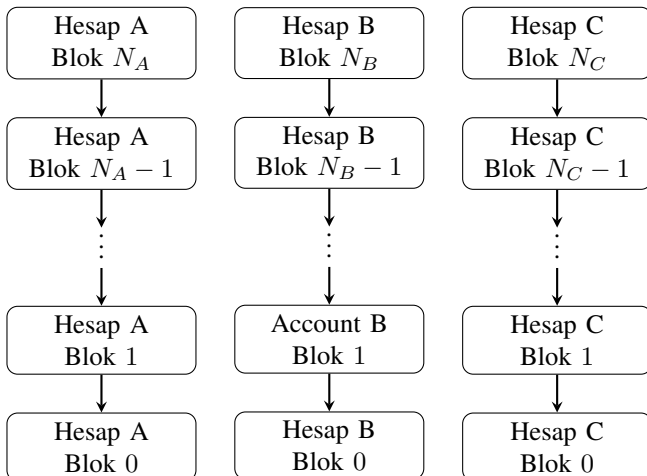 Hesap A
Blok N_A
Hesap B
Blok N_B
Hesap C
Blok N_C
Hesap A
Blok N_A − 1
Hesap B
Blok N_B − 1
Hesap C
Blok N_C − 1
Hesap A
Blok 1
Account B
Blok 1
Hesap C
Blok 1
Hesap A
Blok 0
Hesap B
Blok 0
Hesap C
Blok 0